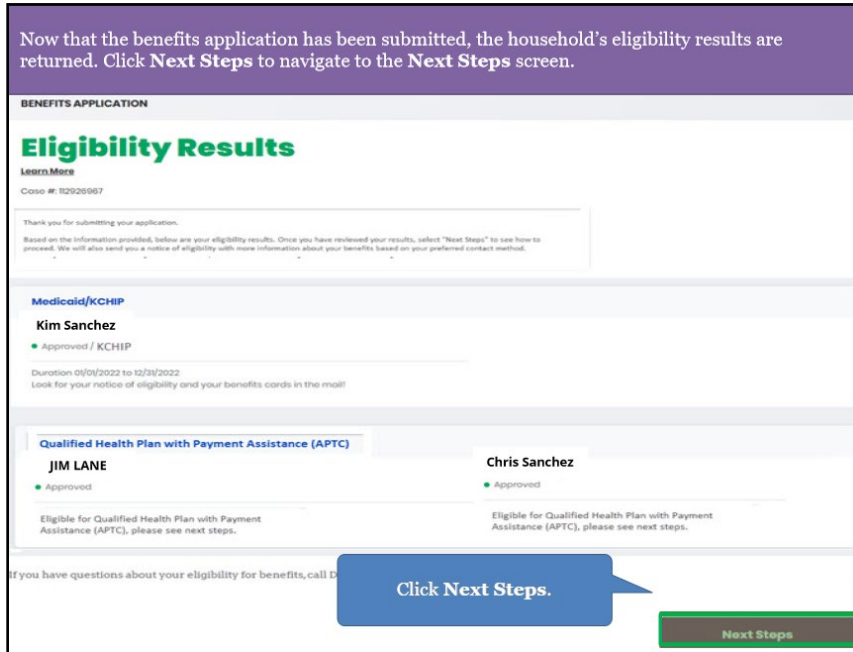 Now that the benefits application has been submitted, the household's eligibility results are
returned. Click Next Steps to navigate to the Next Steps screen.
BENEFITS APPLICATION
Eligibility Results
Learn More
Case #: 112926967
Thank you for submitting your application.
Based on the information provided, below are your eligibility results. Once you have reviewed your results, select "Next Steps" to see how to
proceed. We will also send you a notice of eligibility with more information about your benefits based on your preferred contact method.
Medicaid/KCHIP
Kim Sanchez
Approved / KCHIP
Duration 01/01/2022 to 12/31/2022
Look for your notice of eligibility and your benefits cards in the mail!
Qualified Health Plan with Payment Assistance (APTC)
JIM LANE
Approved
Eligible for Qualified Health Plan with Payment
Assistance (APTC), please see next steps.
Chris Sanchez
Approved
Eligible for Qualified Health Plan with Payment
Assistance (APTC), please see next steps.
If you have questions about your eligibility for benefits, call D
Click Next Steps.
Next Steps